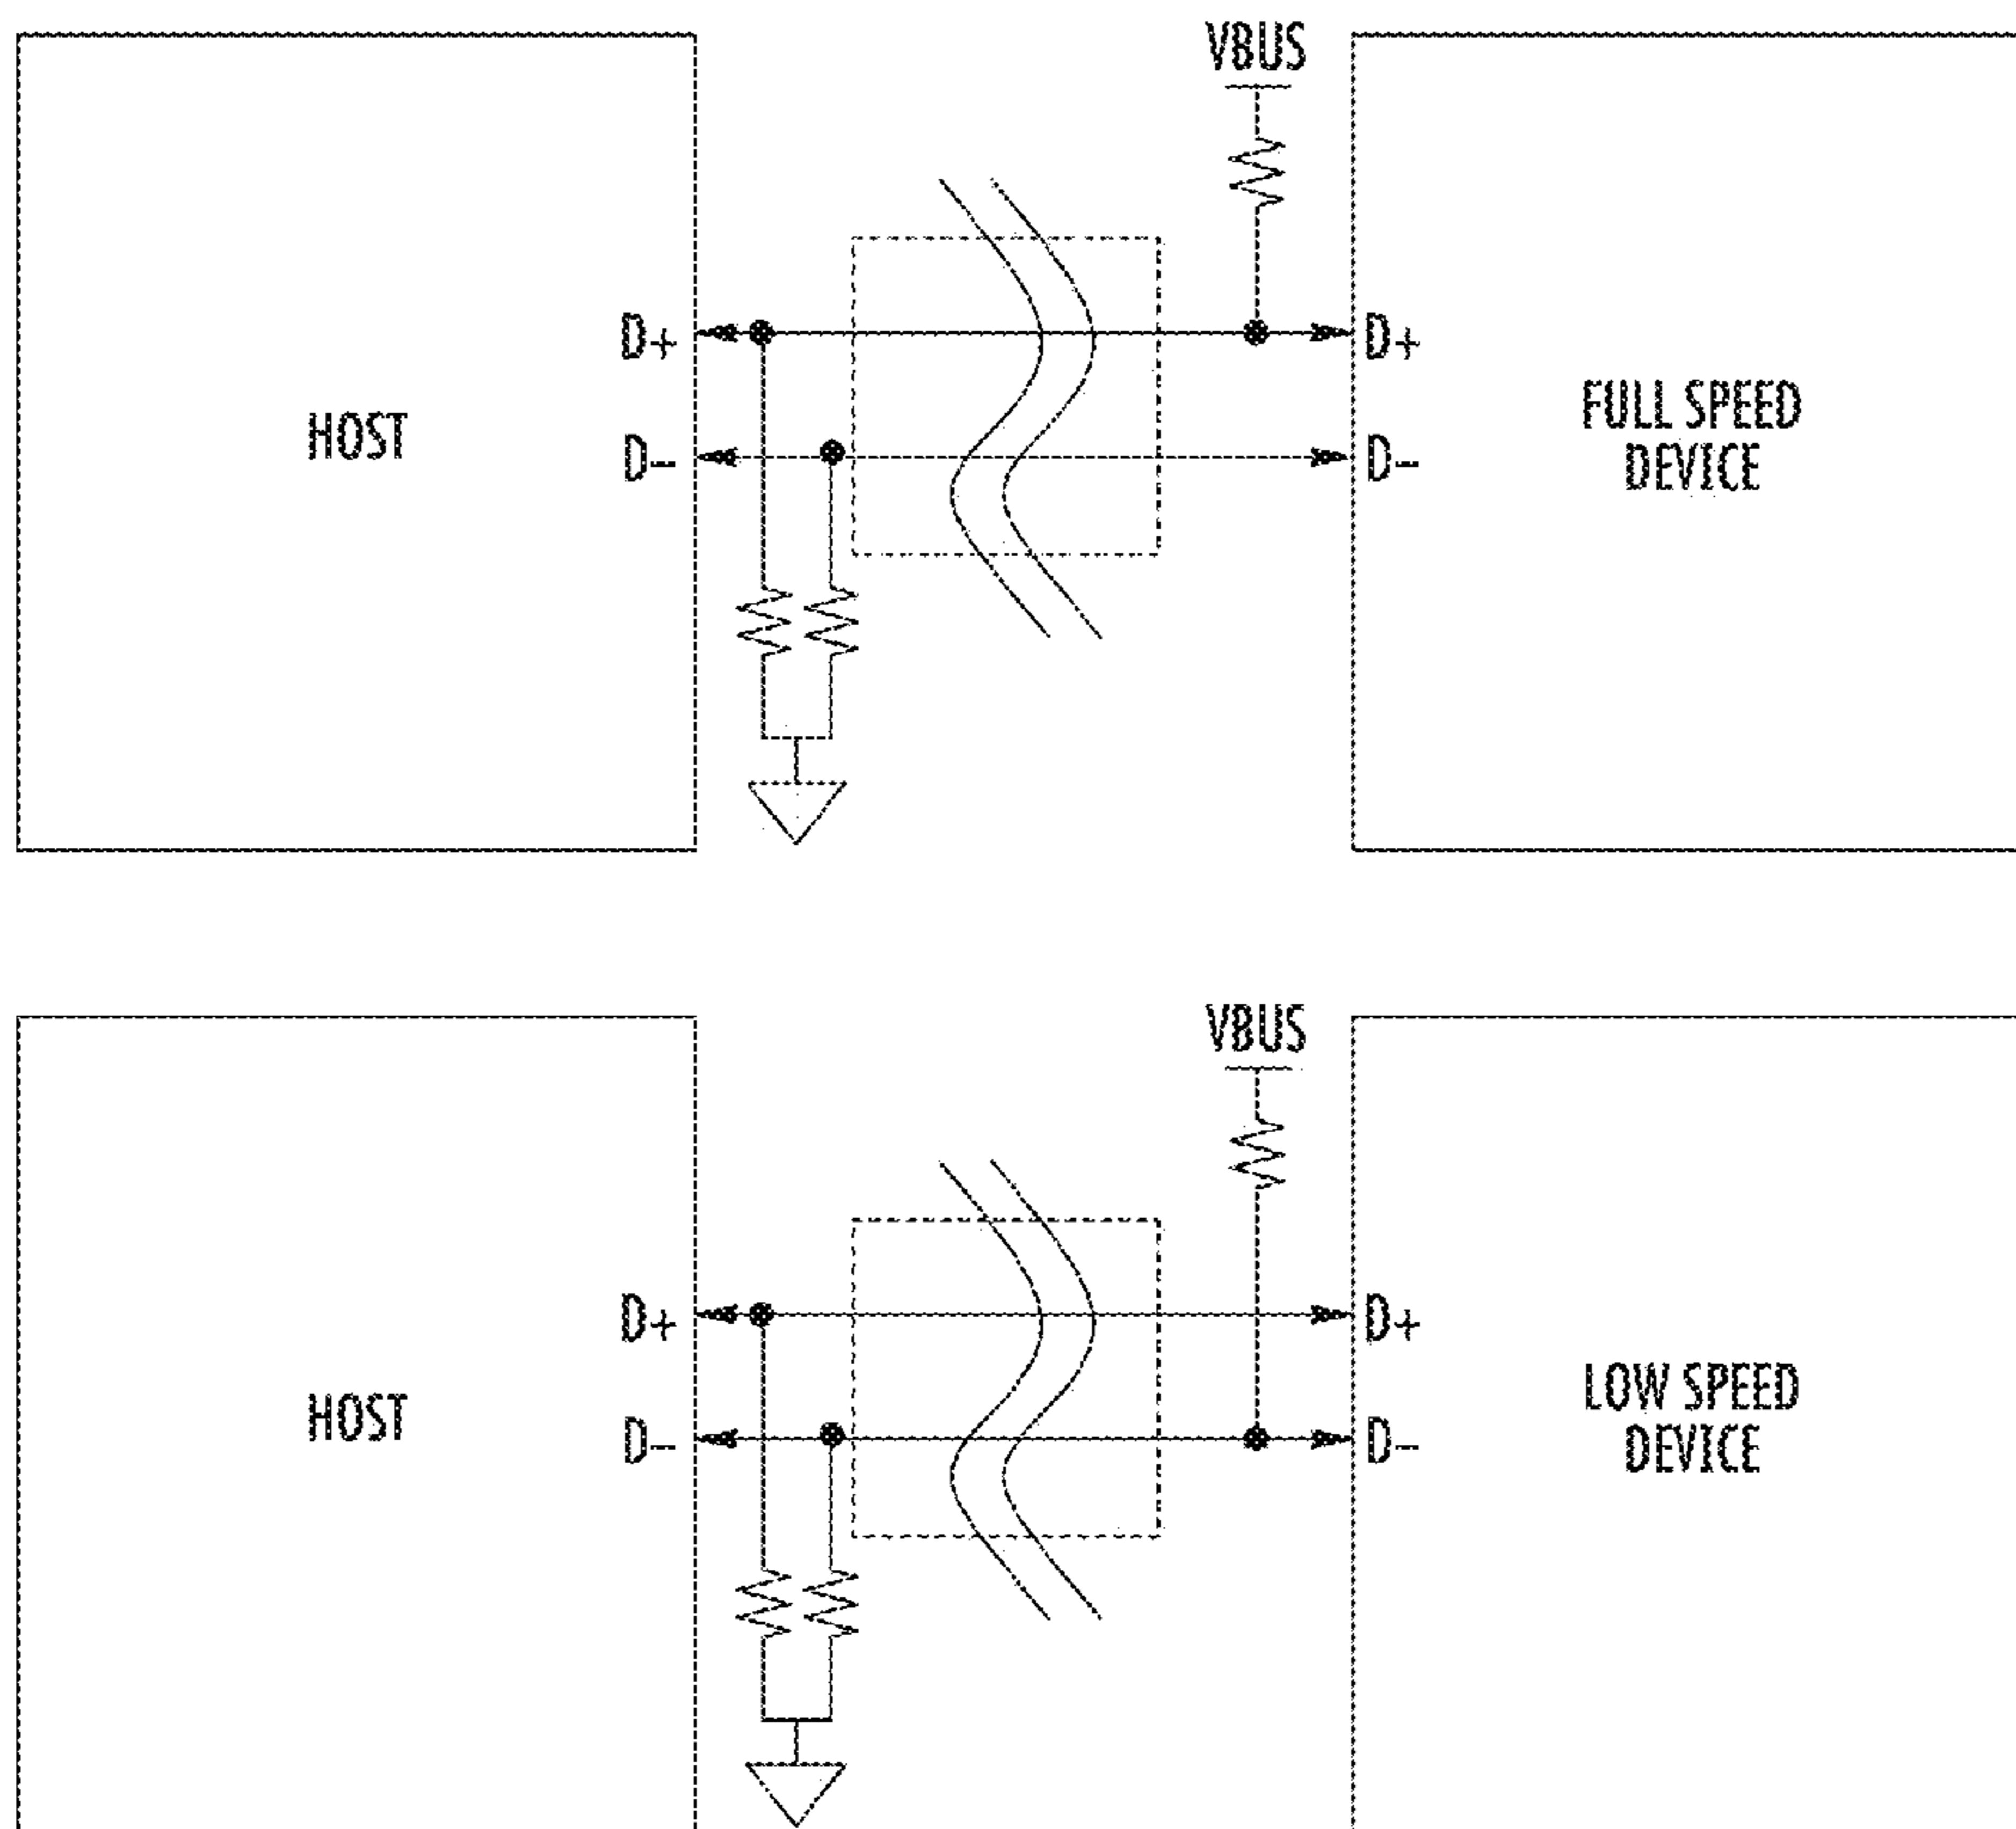 VBUS
D+
D+
HOST
FULL SPEED
DEVICE
D-
D-
VBUS
D+
D+
HOST
LOW SPEED
DEVICE
D-
D-